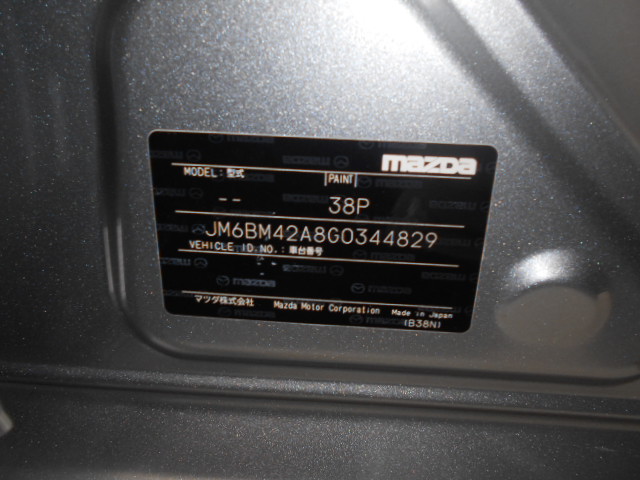 mazda
MODEL:型式 PAINT
-- 38P
JM6BM42A8G0344829
VEHICLE ID.NO.:車台番号
--
マツダ株式会社 Mazda Motor Corporation Made in Japan
(B38N)